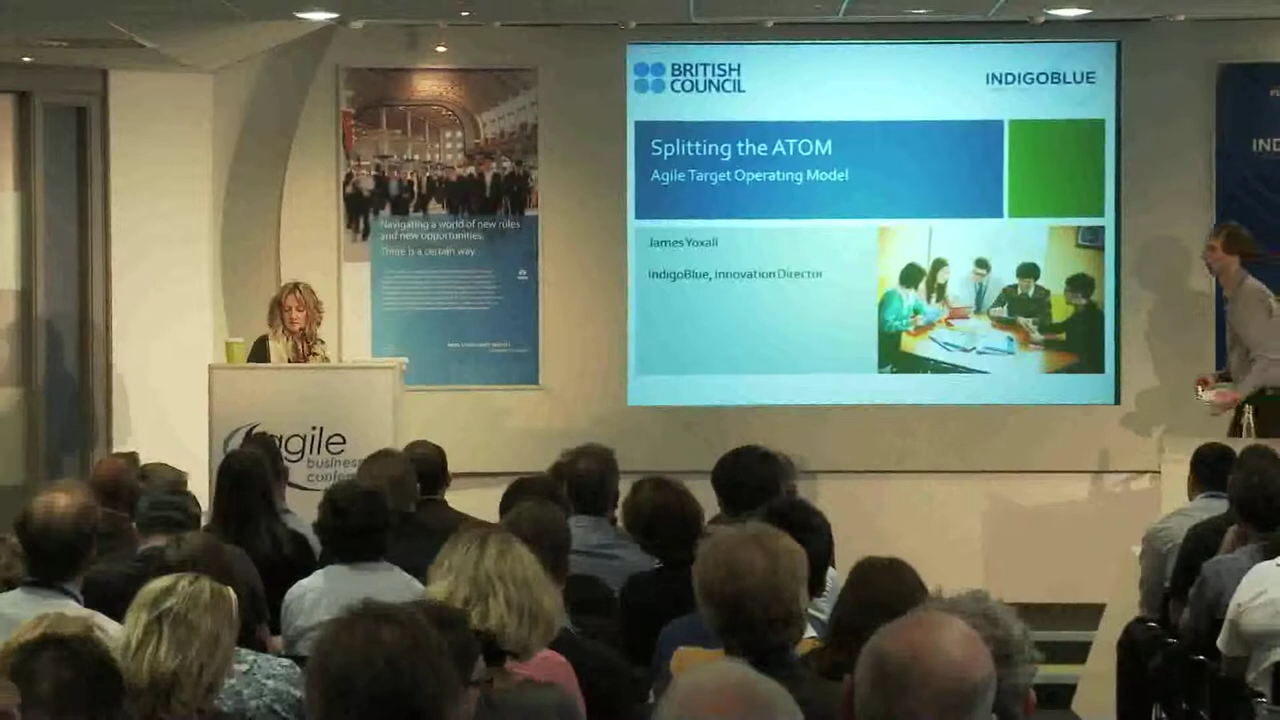 BRITISH
COUNCIL
INDIGOBLUE
Splitting the ATOM
Agile Target Operating Model
James Yoxall
IndigoBlue, Innovation Director
Navigating a world of new rules
and new opportunities.
There is a certain way.
agile
business
IND